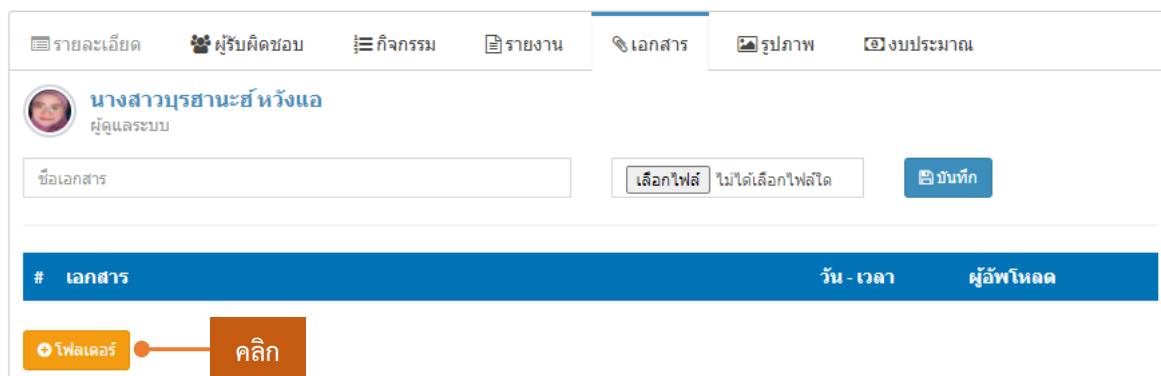 รายละเอียด ผู้รับผิดชอบ กิจกรรม รายงาน เอกสาร รูปภาพ งบประมาณ
นางสาวบุรฮานะฮ์ หวังแอ
ผู้ดูแลระบบ
ชื่อเอกสาร เลือกไฟล์ ไม่ได้เลือกไฟล์ใด บันทึก
# เอกสาร วัน - เวลา ผู้อัพโหลด
โฟลเดอร์ คลิก